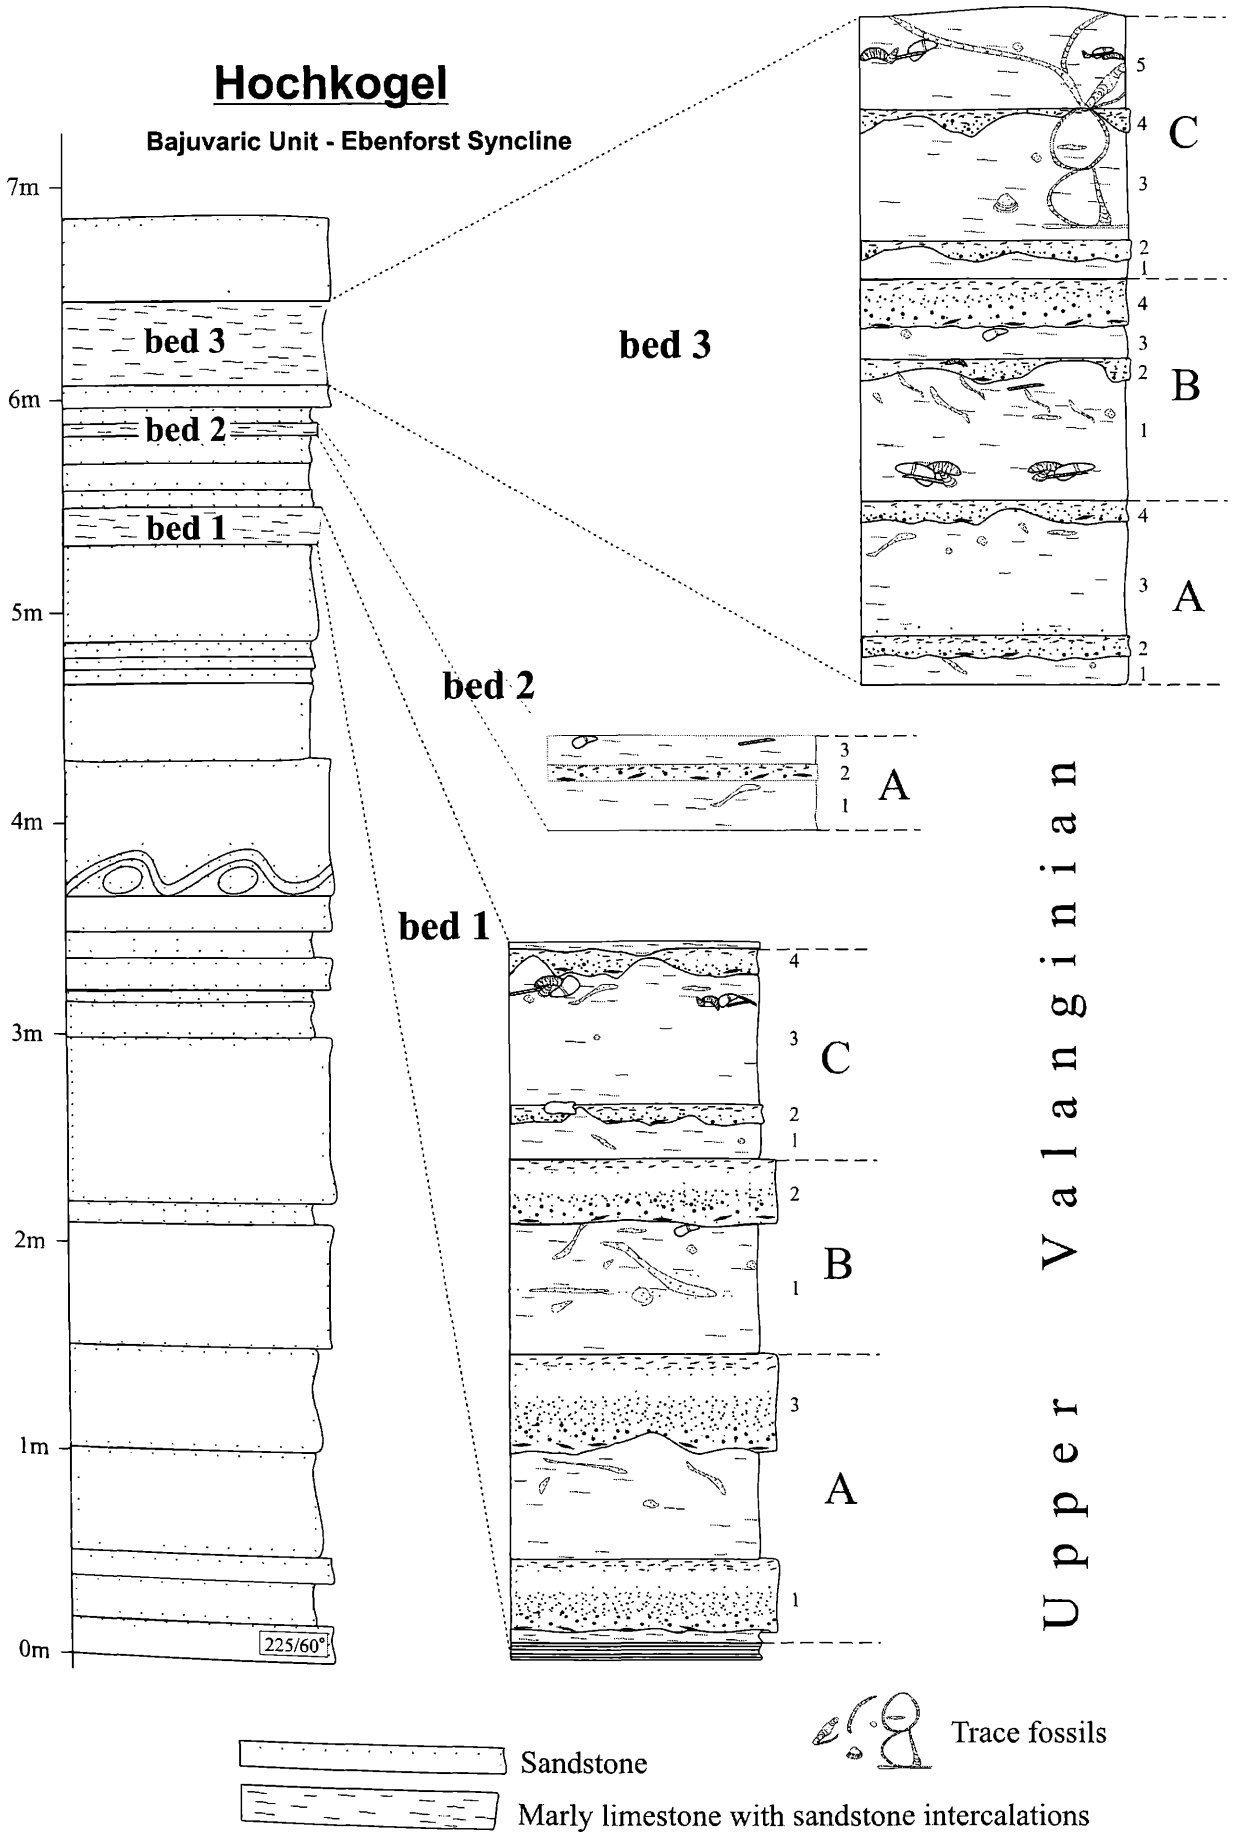 Hochkogel
Bajuvaric Unit - Ebenforst Syncline
7m
6m
5m
4m
3m
2m
1m
0m
bed 3
bed 2
bed 1
225/60°
bed 3
5
4
3
2
1
C
4
3
2
1
B
4
3
2
1
A
bed 2
3
2
1
A
bed 1
4
3
2
1
C
2
1
B
3
1
A
Upper Valanginian
Trace fossils
Sandstone
Marly limestone with sandstone intercalations